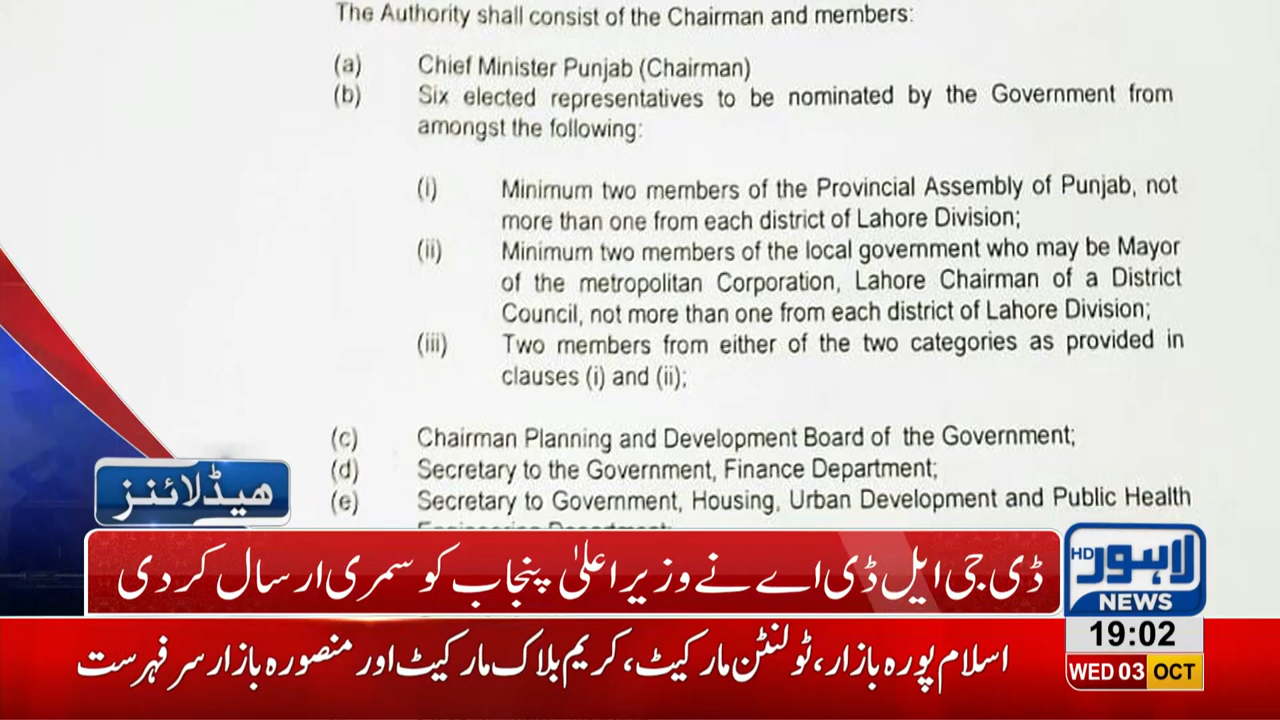 The Authority shall consist of the Chairman and members:
(a) Chief Minister Punjab (Chairman)
(b) Six elected representatives to be nominated by the Government from
amongst the following:
(i) Minimum two members of the Provincial Assembly of Punjab, not
more than one from each district of Lahore Division;
(ii) Minimum two members of the local government who may be Mayor
of the metropolitan Corporation, Lahore Chairman of a District
Council, not more than one from each district of Lahore Division;
(iii) Two members from either of the two categories as provided in
clauses (i) and (ii);
(c) Chairman Planning and Development Board of the Government;
(d) Secretary to the Government, Finance Department;
(e) Secretary to Government, Housing, Urban Development and Public Health
ھیڈلائنز
ڈی جی ایل ڈی اے نے وزیر اعلیٰ پنجاب کو سمری ارسال کر دی
لاہور HD
NEWS
19:02
WED 03 OCT
اسلام پورہ بازار، ٹولنٹن مارکیٹ، کریم بلاک مارکیٹ اور منصورہ بازار سرفہرست